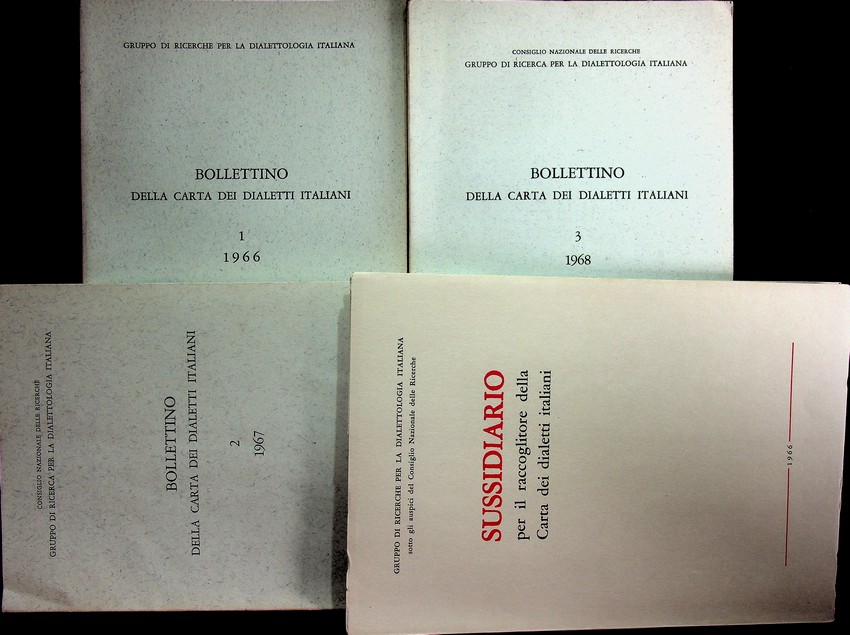 GRUPPO DI RICERCHE PER LA DIALETTOLOGIA ITALIANA
BOLLETTINO
DELLA CARTA DEI DIALETTI ITALIANI
1
1966
CONSIGLIO NAZIONALE DELLE RICERCHE
GRUPPO DI RICERCA PER LA DIALETTOLOGIA ITALIANA
BOLLETTINO
DELLA CARTA DEI DIALETTI ITALIANI
3
1968
CONSIGLIO NAZIONALE DELLE RICERCHE
GRUPPO DI RICERCA PER LA DIALETTOLOGIA ITALIANA
BOLLETTINO
DELLA CARTA DEI DIALETTI ITALIANI
2
1967
GRUPPO DI RICERCHE PER LA DIALETTOLOGIA ITALIANA
sotto gli auspici del Consiglio Nazionale delle Ricerche
SUSSIDIARIO
per il raccoglitore della
Carta dei dialetti italiani
1966